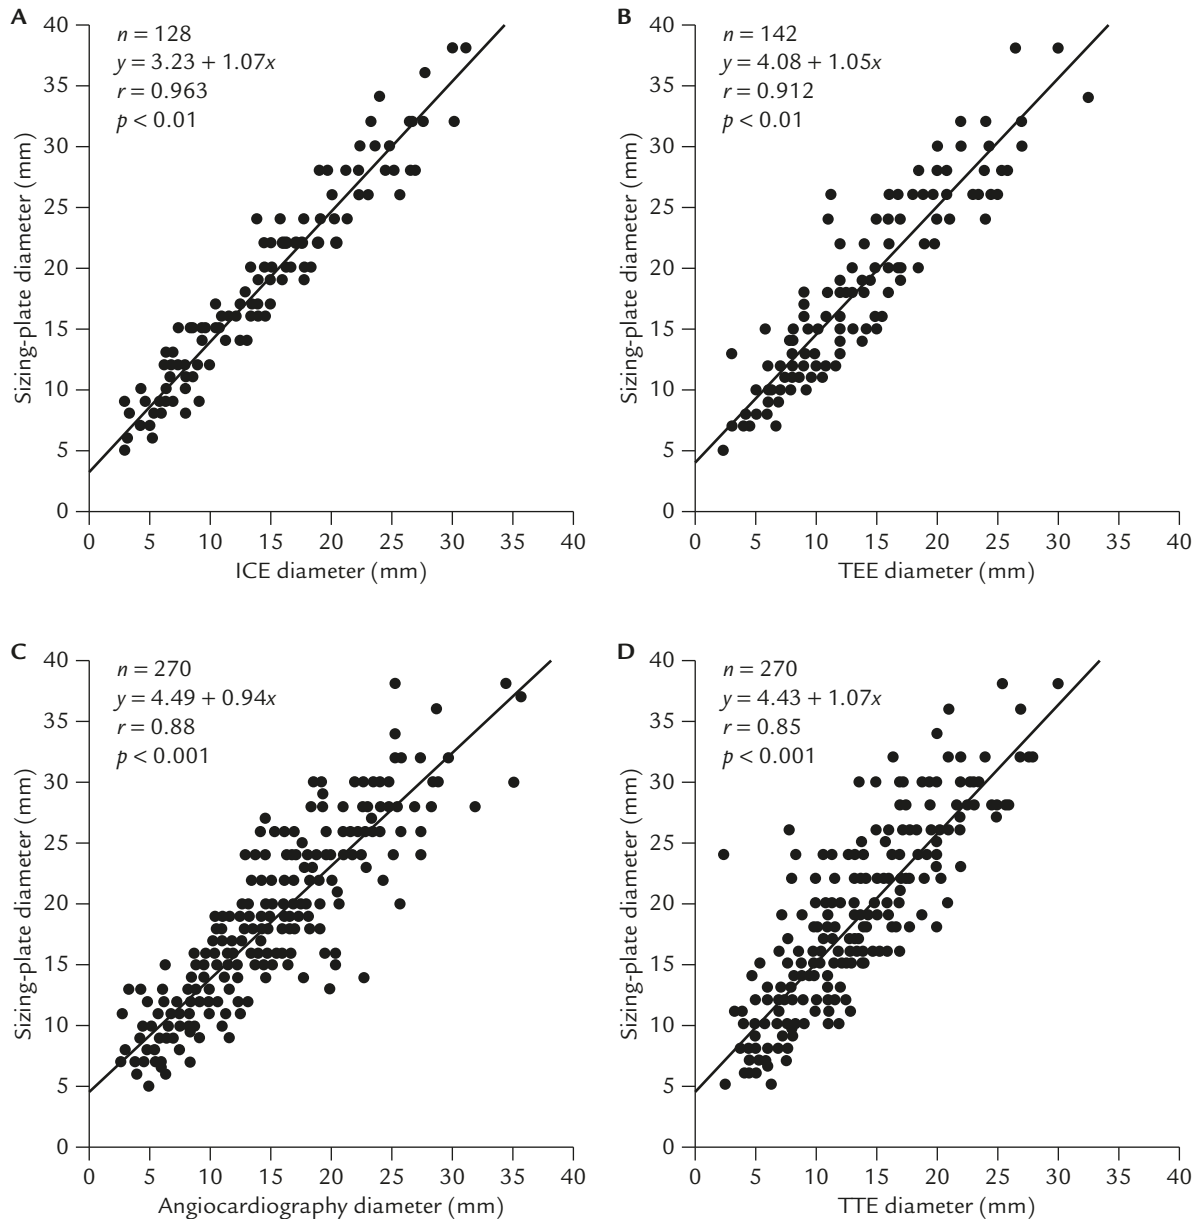 A
n = 128
y = 3.23 + 1.07x
r = 0.963
p < 0.01
Sizing-plate diameter (mm)
40
35
30
25
20
15
10
5
0
0 5 10 15 20 25 30 35 40
ICE diameter (mm)
B
n = 142
y = 4.08 + 1.05x
r = 0.912
p < 0.01
Sizing-plate diameter (mm)
40
35
30
25
20
15
10
5
0
0 5 10 15 20 25 30 35 40
TEE diameter (mm)
C
n = 270
y = 4.49 + 0.94x
r = 0.88
p < 0.001
Sizing-plate diameter (mm)
40
35
30
25
20
15
10
5
0
0 5 10 15 20 25 30 35 40
Angiocardiography diameter (mm)
D
n = 270
y = 4.43 + 1.07x
r = 0.85
p < 0.001
Sizing-plate diameter (mm)
40
35
30
25
20
15
10
5
0
0 5 10 15 20 25 30 35 40
TTE diameter (mm)